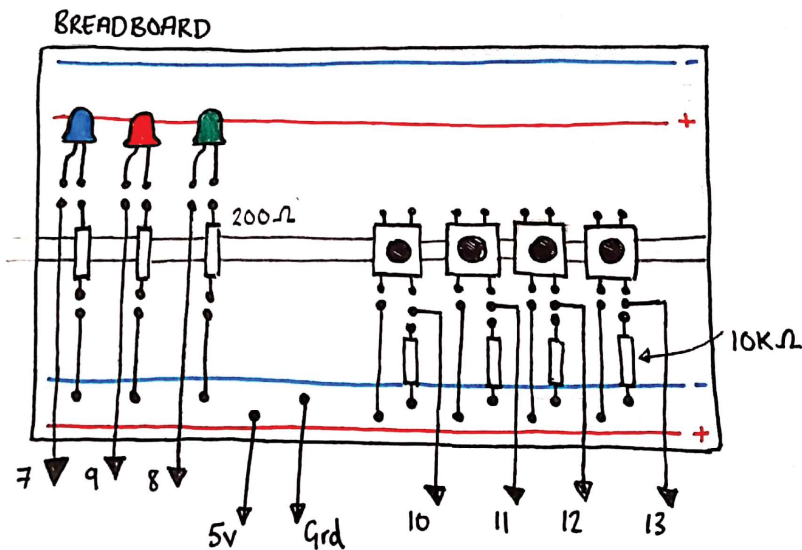 BREADBOARD
-
+
200Ω
10KΩ
-
+
7 9 8
5v Grd 10 11 12 13